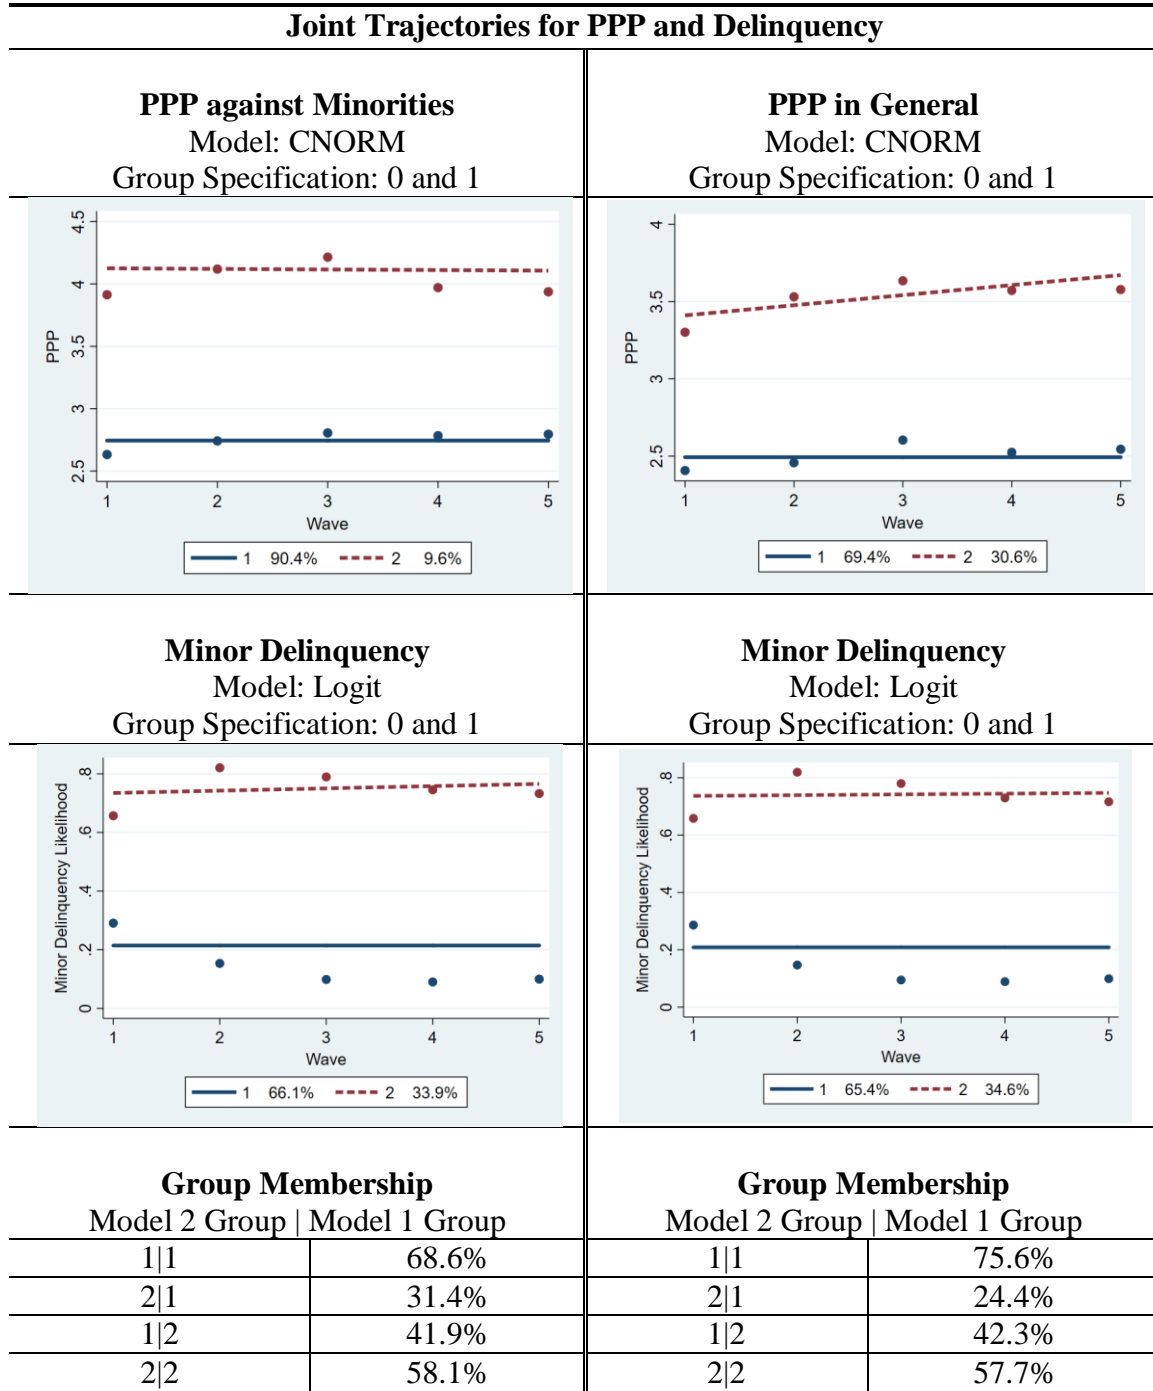 Joint Trajectories for PPP and Delinquency
PPP against Minorities
Model: CNORM
Group Specification: 0 and 1
PPP
4.5
4
3.5
3
2.5
1 2 3 4 5
Wave
1 90.4% 2 9.6%
PPP in General
Model: CNORM
Group Specification: 0 and 1
PPP
4
3.5
3
2.5
1 2 3 4 5
Wave
1 69.4% 2 30.6%
Minor Delinquency
Model: Logit
Group Specification: 0 and 1
Minor Delinquency Likelihood
.8
.6
.4
.2
0
1 2 3 4 5
Wave
1 66.1% 2 33.9%
Minor Delinquency
Model: Logit
Group Specification: 0 and 1
Minor Delinquency Likelihood
.8
.6
.4
.2
0
1 2 3 4 5
Wave
1 65.4% 2 34.6%
Group Membership
Model 2 Group | Model 1 Group
1|1 68.6%
2|1 31.4%
1|2 41.9%
2|2 58.1%
Group Membership
Model 2 Group | Model 1 Group
1|1 75.6%
2|1 24.4%
1|2 42.3%
2|2 57.7%